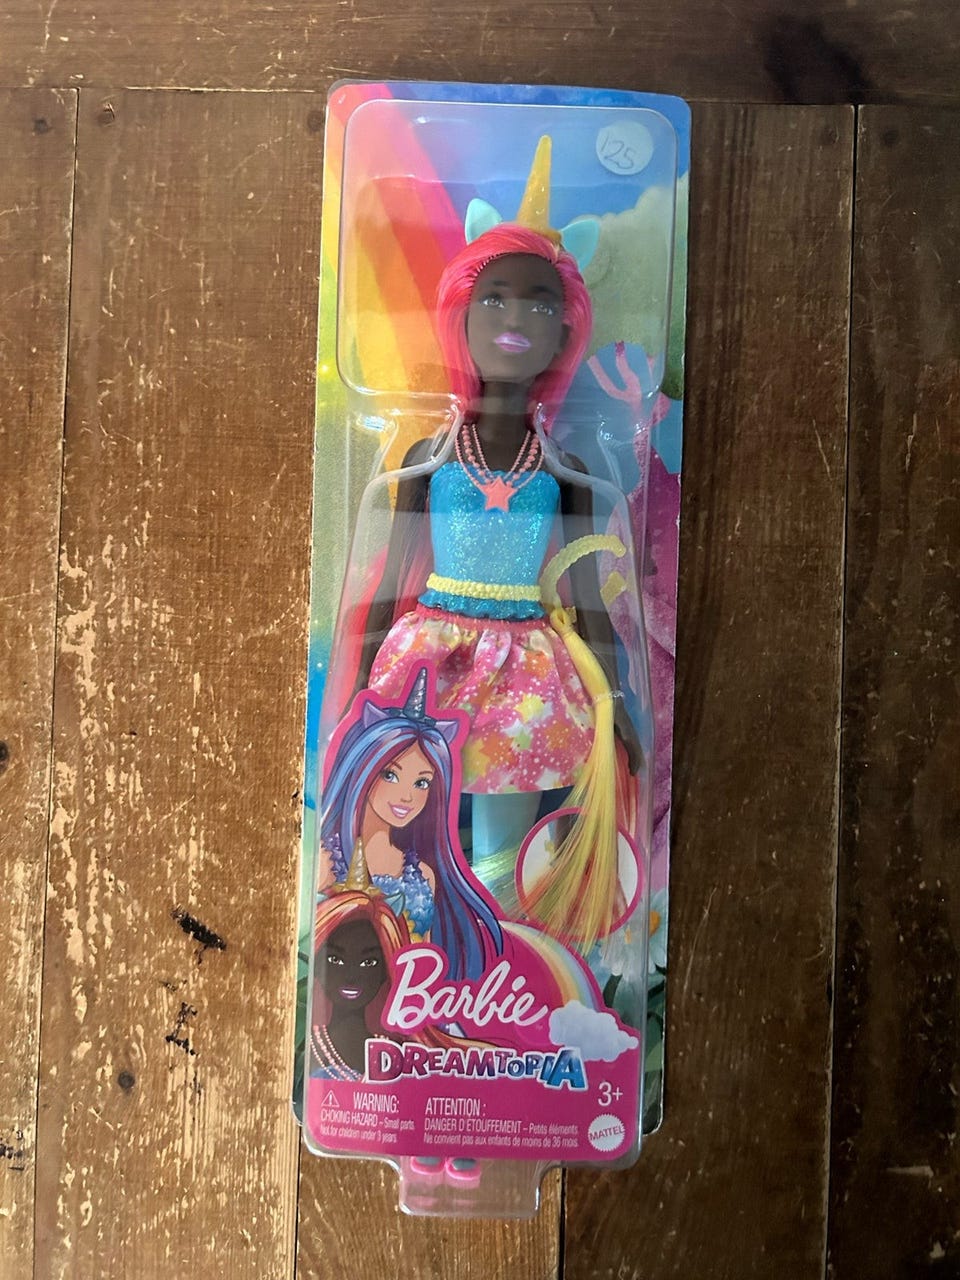 125
Barbie
DREAMTOPIA
3+
WARNING:
CHOKING HAZARD – Small parts
Not for children under 3 years
ATTENTION :
DANGER D'ETOUFFEMENT – Petits éléments
Ne convient pas aux enfants de moins de 36 mois.
MATTEL